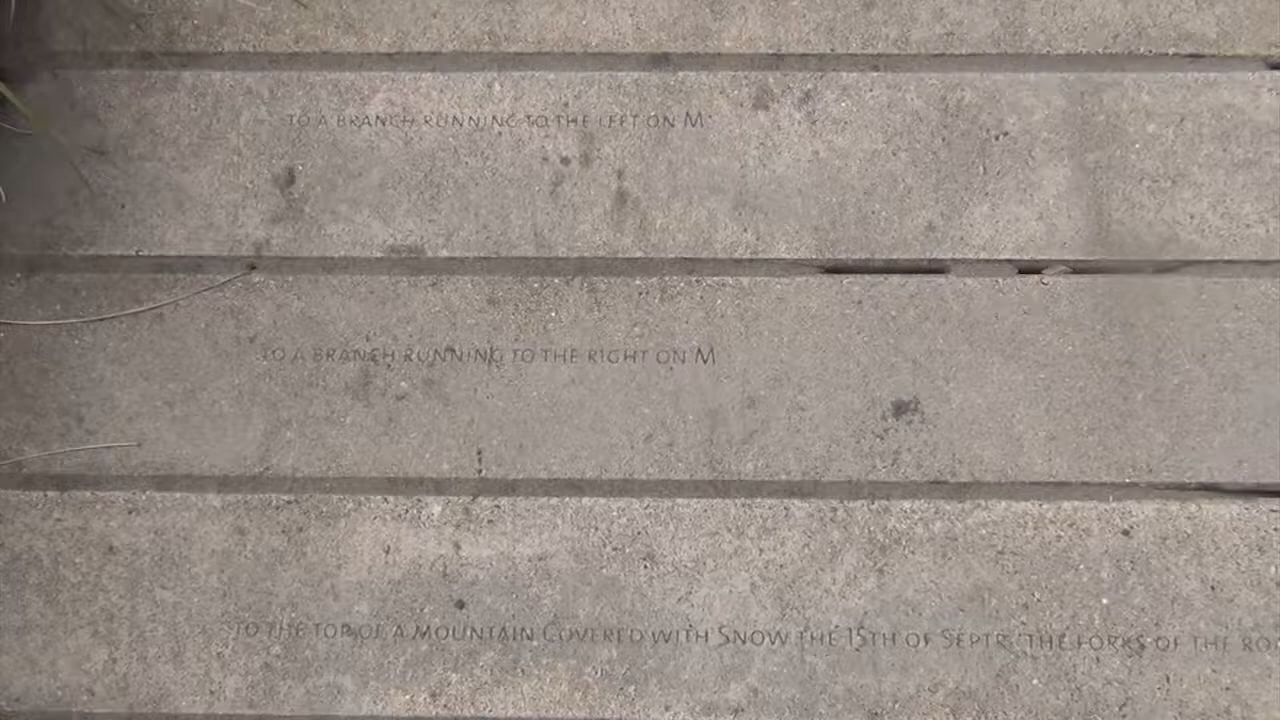 TO A BRANCH RUNNING TO THE LEFT ON M
TO A BRANCH RUNNING TO THE RIGHT ON M
TO THE TOP OF A MOUNTAIN COVERED WITH SNOW THE 15TH OF SEPTR. THE FORKS OF THE